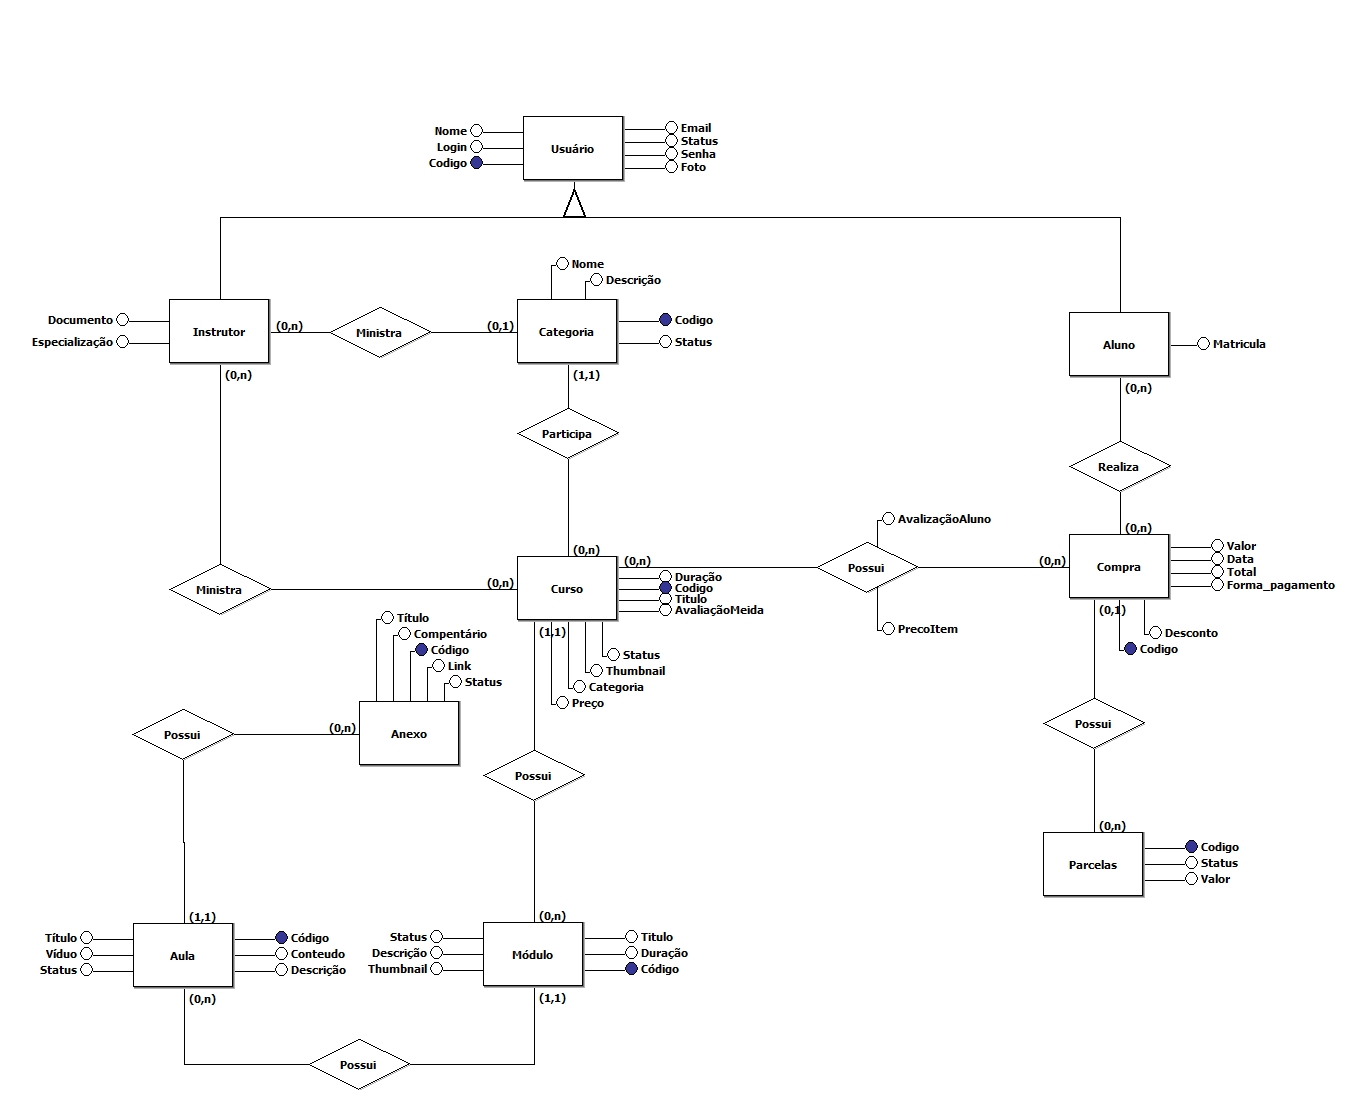 Nome
Login
Codigo
Usuário
Email
Status
Senha
Foto
Nome
Descrição
Documento
Especialização
Instrutor
(0,n)
Ministra
(0,1)
Categoria
Codigo
Status
Aluno
Matricula
(0,n)
(1,1)
(0,n)
Participa
Realiza
AvalizaçãoAluno
(0,n)
(0,n)
(0,n)
(0,n)
Possui
Compra
Valor
Data
Total
Forma_pagamento
Ministra
(0,n)
Curso
Duração
Codigo
Titulo
AvaliaçãoMeida
(0,1)
Desconto
Codigo
PrecoItem
(1,1)
Status
Thumbnail
Categoria
Preço
Título
Compentário
Código
Link
Status
Possui
(0,n)
Anexo
Possui
Possui
(0,n)
Parcelas
Codigo
Status
Valor
(1,1)
(0,n)
Título
Víduo
Status
Aula
Código
Conteudo
Descrição
Status
Descrição
Thumbnail
Módulo
Titulo
Duração
Código
(0,n)
(1,1)
Possui